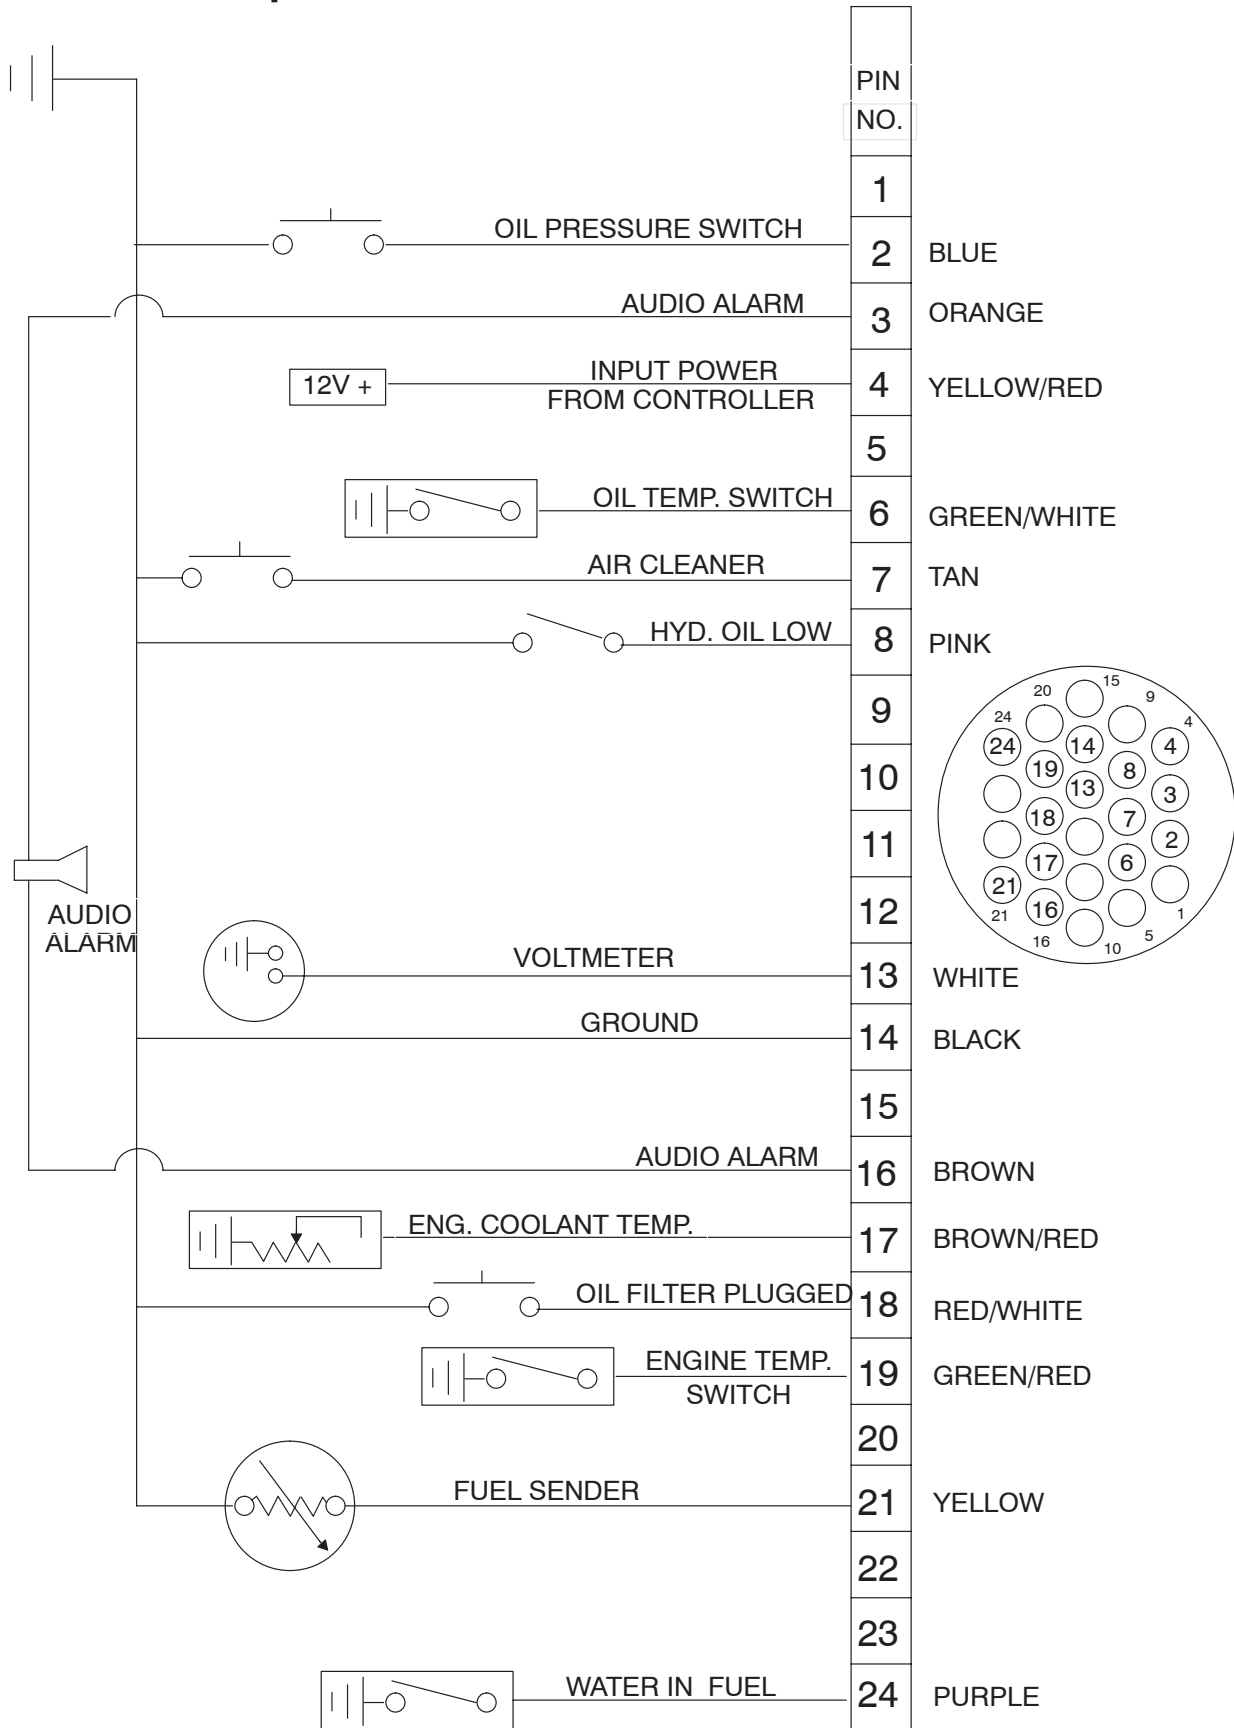 PIN
NO.
1
OIL PRESSURE SWITCH
2 BLUE
AUDIO ALARM
3 ORANGE
12V +
INPUT POWER
FROM CONTROLLER
4 YELLOW/RED
5
OIL TEMP. SWITCH
6 GREEN/WHITE
AIR CLEANER
7 TAN
HYD. OIL LOW
8 PINK
9
10
11
12
15
20
9
24
4
24
14
4
19
8
13
3
18
7
2
17
6
21
16
21
1
16
10
5
AUDIO
ALARM
VOLTMETER
13 WHITE
GROUND
14 BLACK
15
AUDIO ALARM
16 BROWN
ENG. COOLANT TEMP.
17 BROWN/RED
OIL FILTER PLUGGED
18 RED/WHITE
ENGINE TEMP.
SWITCH
19 GREEN/RED
20
FUEL SENDER
21 YELLOW
22
23
WATER IN FUEL
24 PURPLE